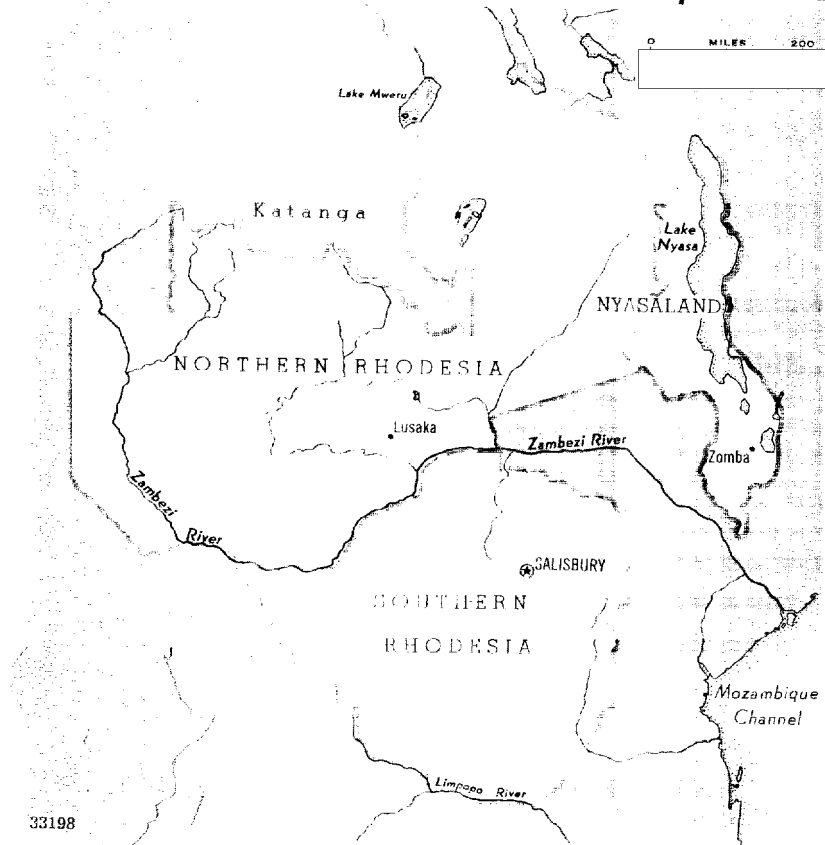 0 MILES 200
Lake Mweru
Katanga
Lake
Nyasa
NYASALAND
NORTHERN RHODESIA
Lusaka
Zambezi River
Zomba
Zambezi
River
SALISBURY
SOUTHERN
RHODESIA
Mozambique
Channel
Limpopo River
33198